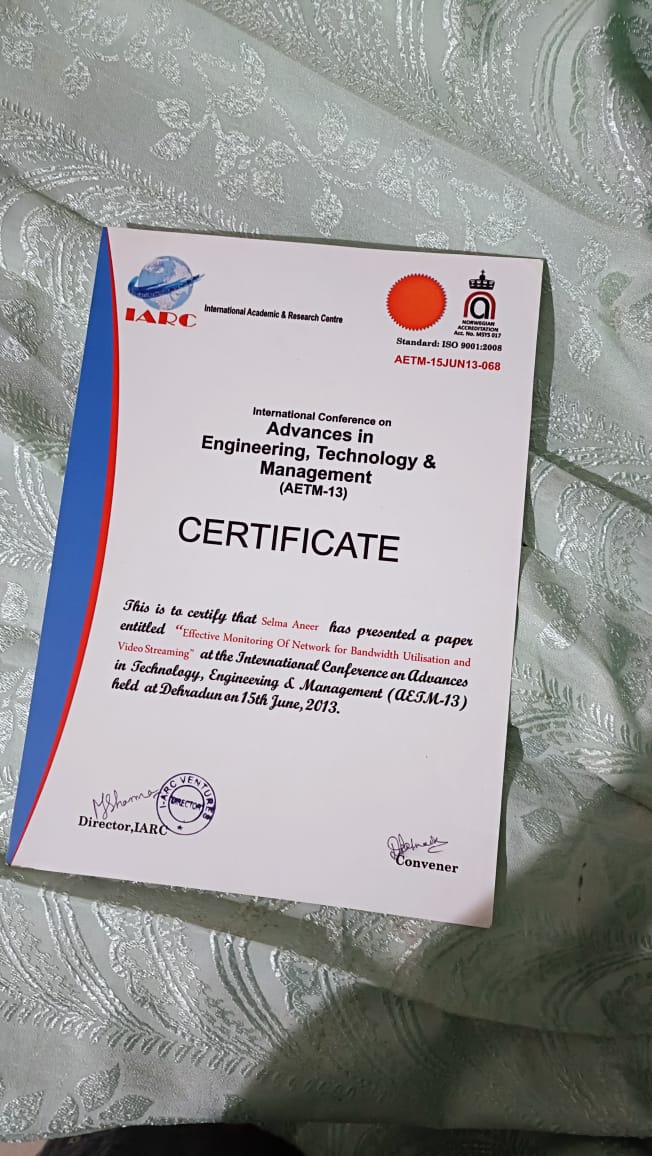 IARC
International Academic & Research Centre
NORWEGIAN
ACCREDITATION
Acc. No. MSYS 017
Standard: ISO 9001:2008
AETM-15JUN13-068
International Conference on
Advances in
Engineering, Technology &
Management
(AETM-13)
CERTIFICATE
This is to certify that Selma Aneer has presented a paper
entitled "Effective Monitoring Of Network for Bandwidth Utilisation and
Video Streaming" at the International Conference on Advances
in Technology, Engineering & Management (AETM-13)
held at Dehradun on 15th June, 2013.
I-ARC VENTURES
DIRECTOR
Director,IARC
Convener